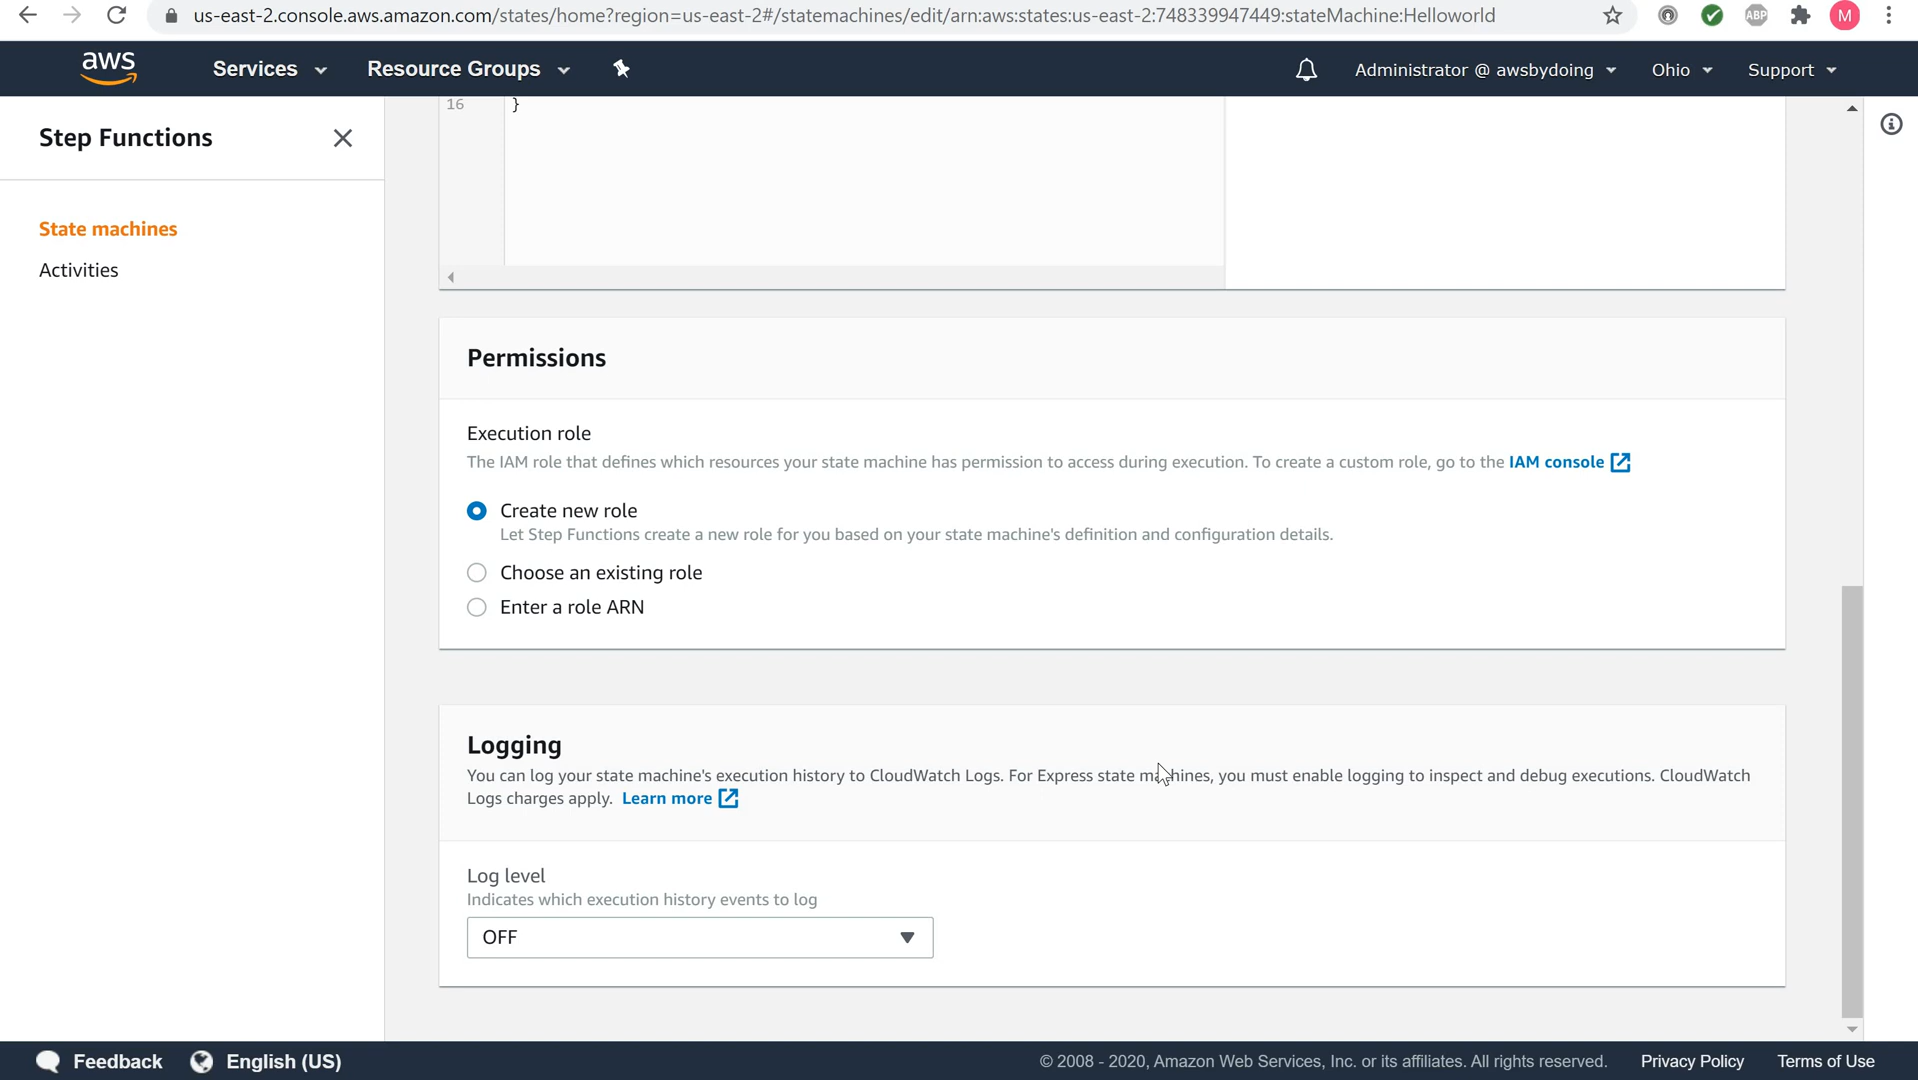 us-east-2.console.aws.amazon.com/states/home?region=us-east-2#/statemachines/edit/arn:aws:states:us-east-2:748339947449:stateMachine:Helloworld
ABP
M
aws
Services
Resource Groups
Administrator @ awsbydoing
Ohio
Support
Step Functions
State machines
Activities
16 }
Permissions
Execution role
The IAM role that defines which resources your state machine has permission to access during execution. To create a custom role, go to the IAM console
Create new role
Let Step Functions create a new role for you based on your state machine's definition and configuration details.
Choose an existing role
Enter a role ARN
Logging
You can log your state machine's execution history to CloudWatch Logs. For Express state machines, you must enable logging to inspect and debug executions. CloudWatch
Logs charges apply. Learn more
Log level
Indicates which execution history events to log
OFF
Feedback
English (US)
© 2008 - 2020, Amazon Web Services, Inc. or its affiliates. All rights reserved.
Privacy Policy
Terms of Use